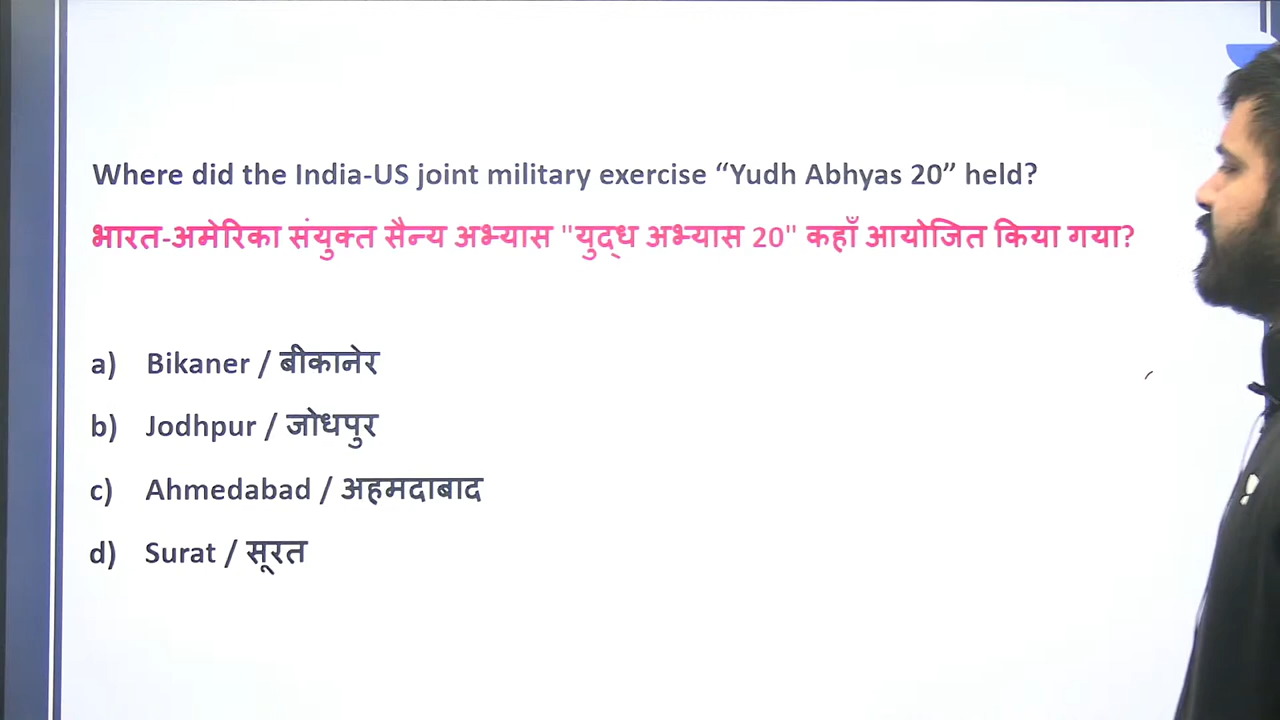 Where did the India-US joint military exercise “Yudh Abhyas 20” held?
भारत-अमेरिका संयुक्त सैन्य अभ्यास "युद्ध अभ्यास 20" कहाँ आयोजित किया गया?
a) Bikaner / बीकानेर
b) Jodhpur / जोधपुर
c) Ahmedabad / अहमदाबाद
d) Surat / सूरत